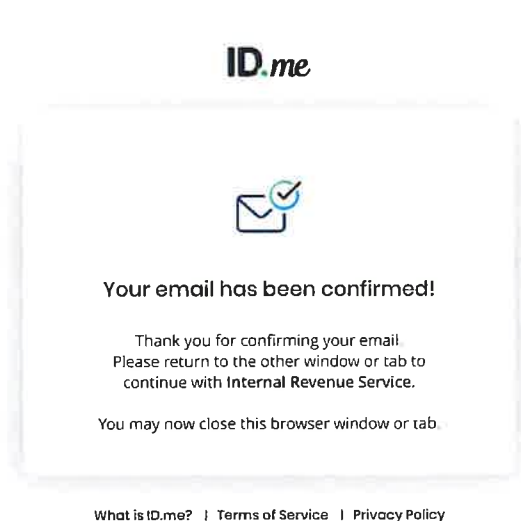 ID.me
Your email has been confirmed!
Thank you for confirming your email.
Please return to the other window or tab to
continue with Internal Revenue Service.
You may now close this browser window or tab.
What is ID.me? | Terms of Service | Privacy Policy